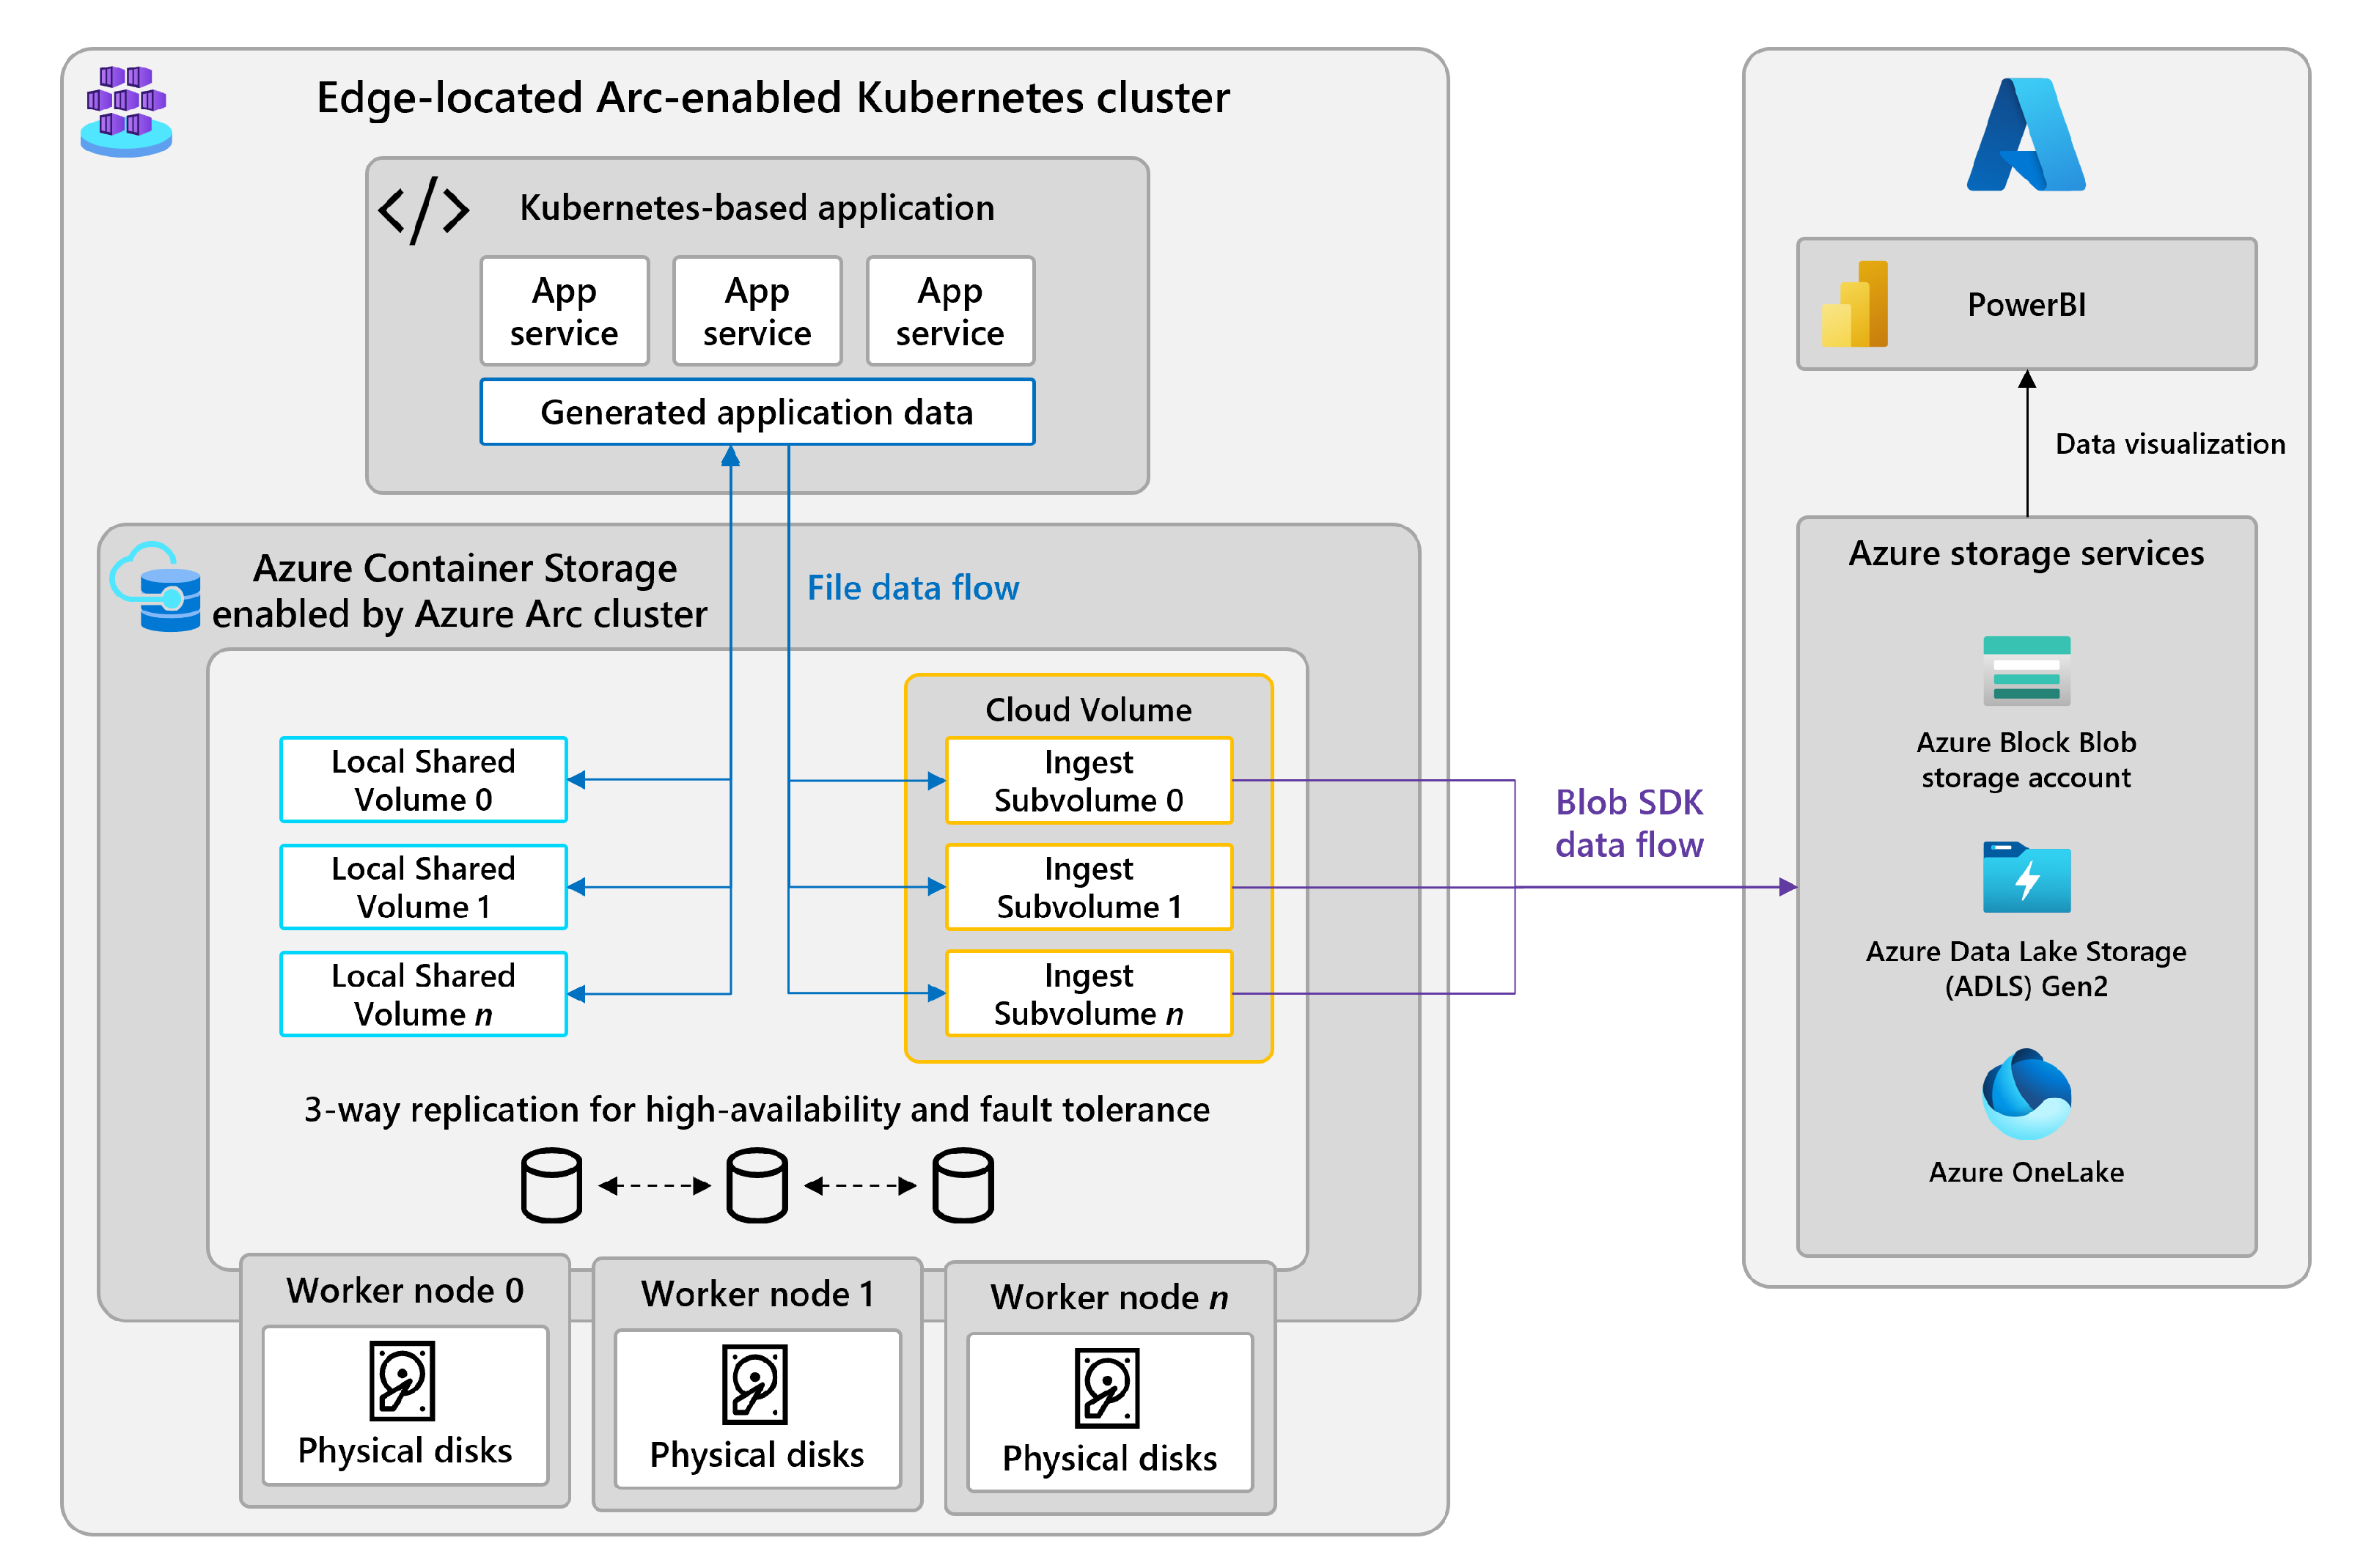 Edge-located Arc-enabled Kubernetes cluster
Kubernetes-based application
App
service
App
service
App
service
Generated application data
Azure Container Storage
enabled by Azure Arc cluster
File data flow
Local Shared
Volume 0
Local Shared
Volume 1
Local Shared
Volume n
Cloud Volume
Ingest
Subvolume 0
Ingest
Subvolume 1
Ingest
Subvolume n
3-way replication for high-availability and fault tolerance
Worker node 0
Physical disks
Worker node 1
Physical disks
Worker node n
Physical disks
Blob SDK
data flow
PowerBI
Data visualization
Azure storage services
Azure Block Blob
storage account
Azure Data Lake Storage
(ADLS) Gen2
Azure OneLake